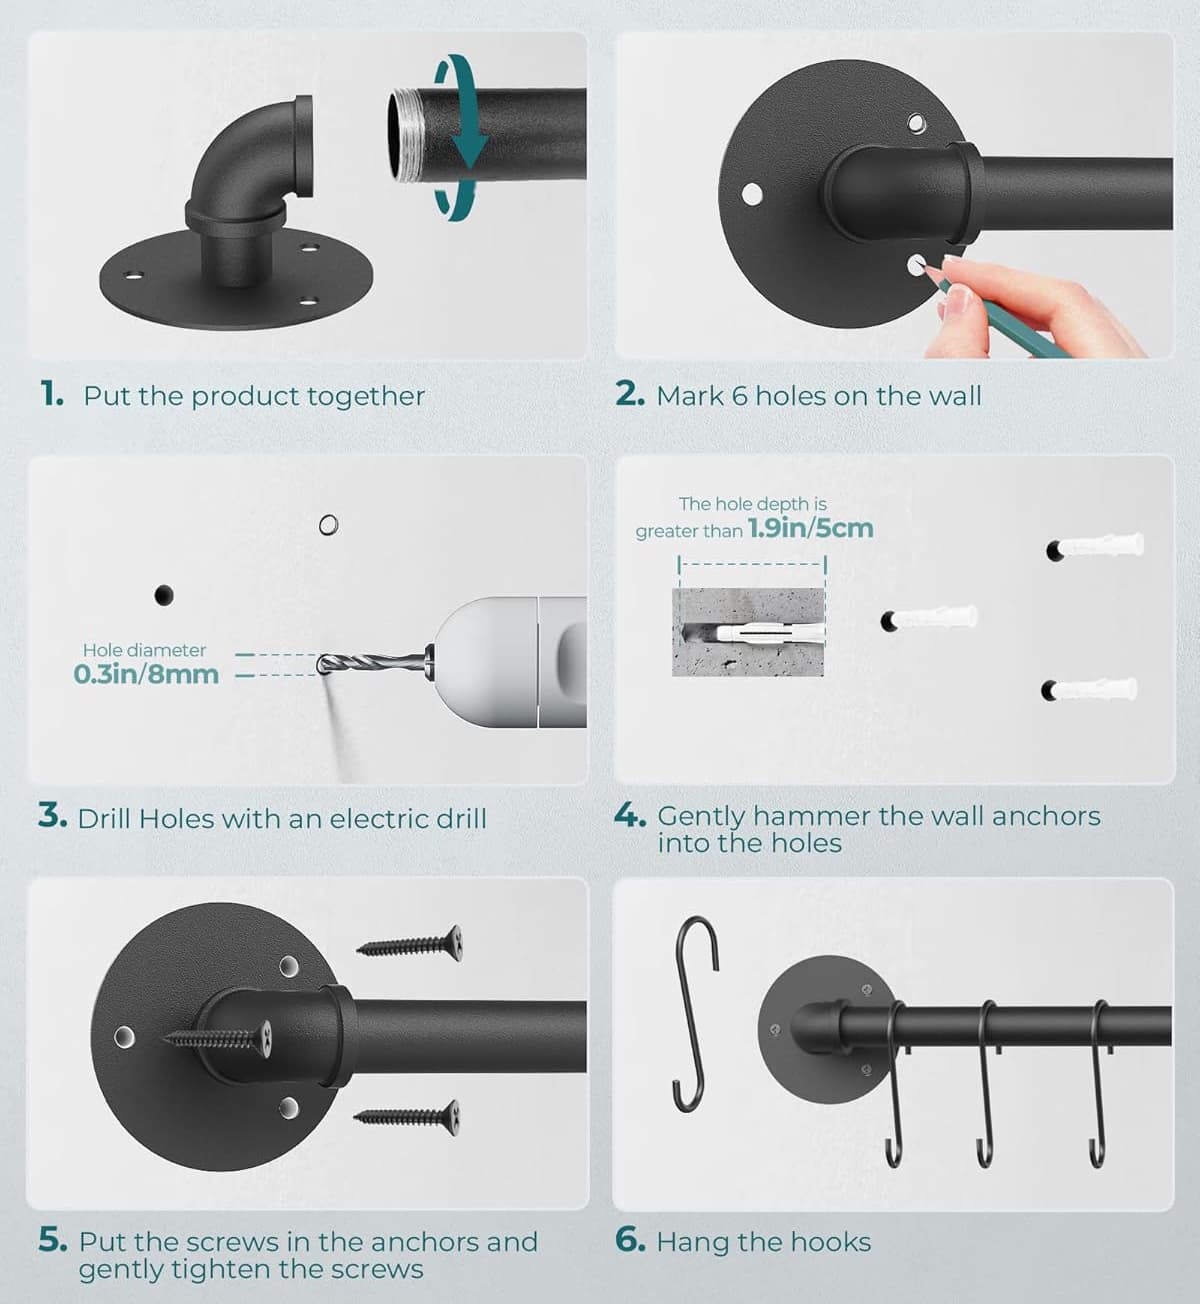 1. Put the product together
2. Mark 6 holes on the wall
Hole diameter
0.3in/8mm
The hole depth is
greater than 1.9in/5cm
3. Drill Holes with an electric drill
4. Gently hammer the wall anchors
into the holes
5. Put the screws in the anchors and
gently tighten the screws
6. Hang the hooks